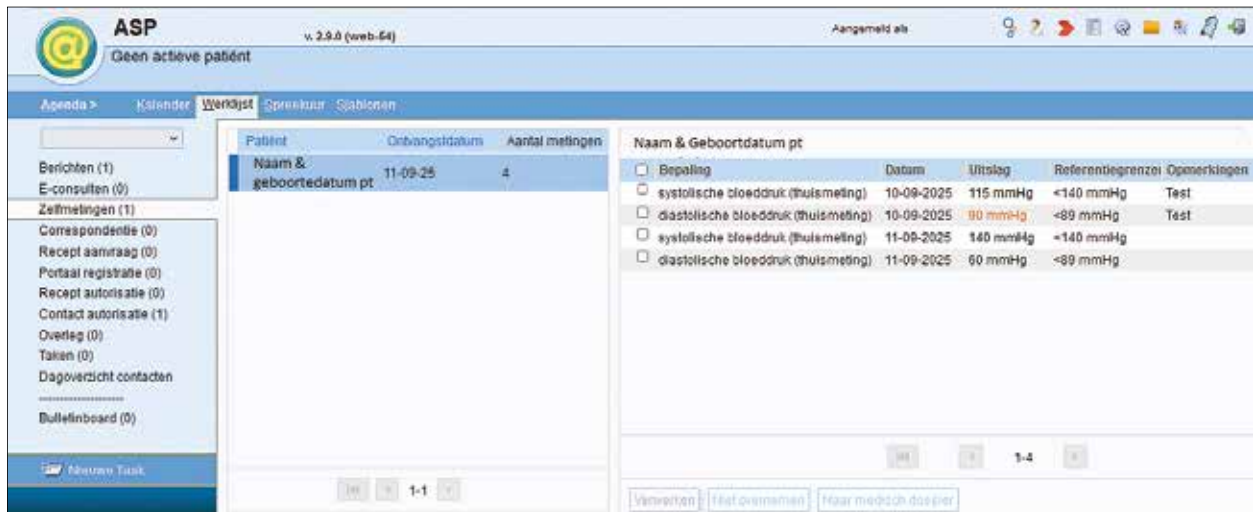 ASP
v. 2.9.0 (web-64)
Aangemeld als
Geen actieve patiënt
Agenda > Kalender Werklijst Spreekuur Sjablonen
Patiënt Ontvangstdatum Aantal metingen
Naam &
geboortedatum pt 11-09-25 4
1-1
Berichten (1)
E-consulten (0)
Zelfmetingen (1)
Correspondentie (0)
Recept aanvraag (0)
Portaal registratie (0)
Recept autorisatie (0)
Contact autorisatie (1)
Overleg (0)
Taken (0)
Dagoverzicht contacten
--------------------
Bulletinboard (0)
Nieuwe Taak
Naam & Geboortdatum pt
Bepaling Datum Uitslag Referentiegrenzen Opmerkingen
systolische bloeddruk (thuismeting) 10-09-2025 115 mmHg <140 mmHg Test
diastolische bloeddruk (thuismeting) 10-09-2025 90 mmHg <89 mmHg Test
systolische bloeddruk (thuismeting) 11-09-2025 140 mmHg <140 mmHg
diastolische bloeddruk (thuismeting) 11-09-2025 60 mmHg <89 mmHg
1-4
Verwerken Niet overnemen Naar medisch dossier